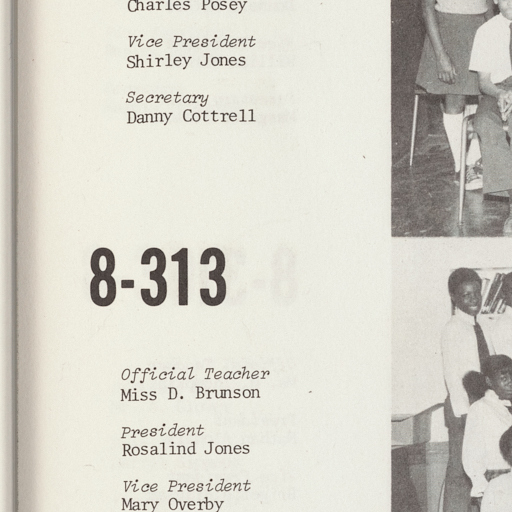 Charles Posey
Vice President
Shirley Jones
Secretary
Danny Cottrell
8-313
Official Teacher
Miss D. Brunson
President
Rosalind Jones
Vice President
Mary Overby